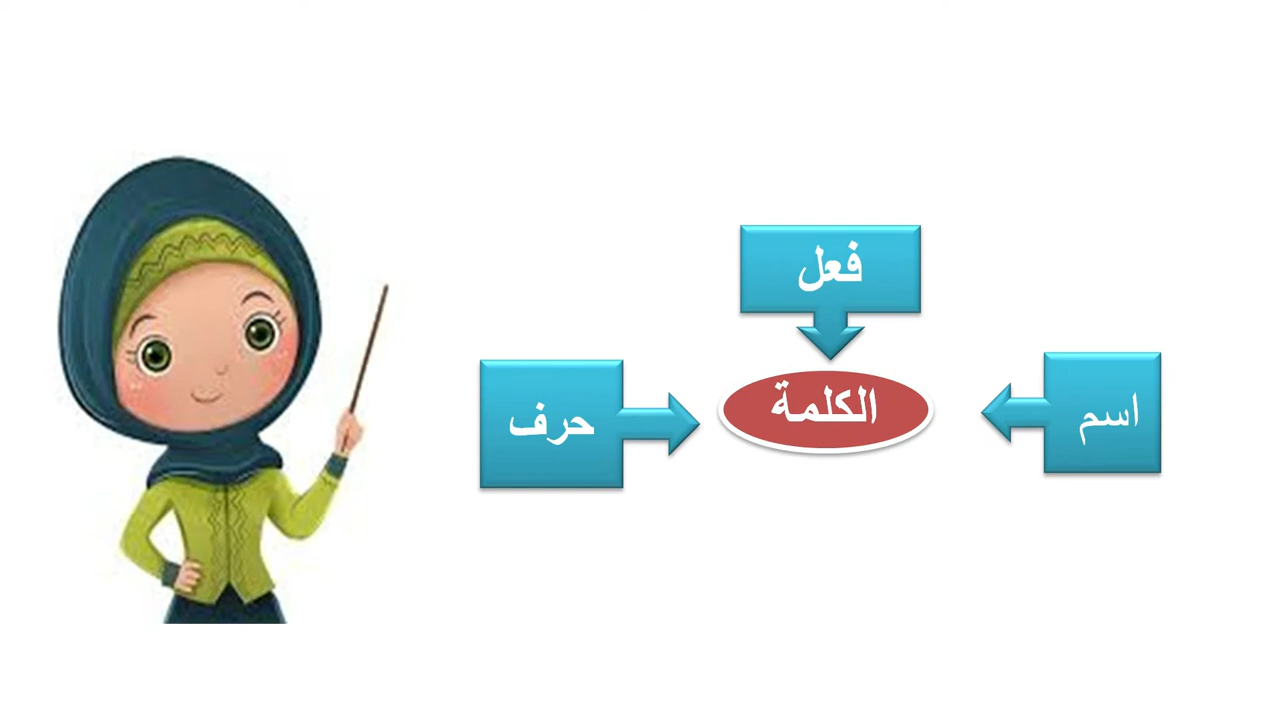 فعل
اسم
الكلمة
حرف